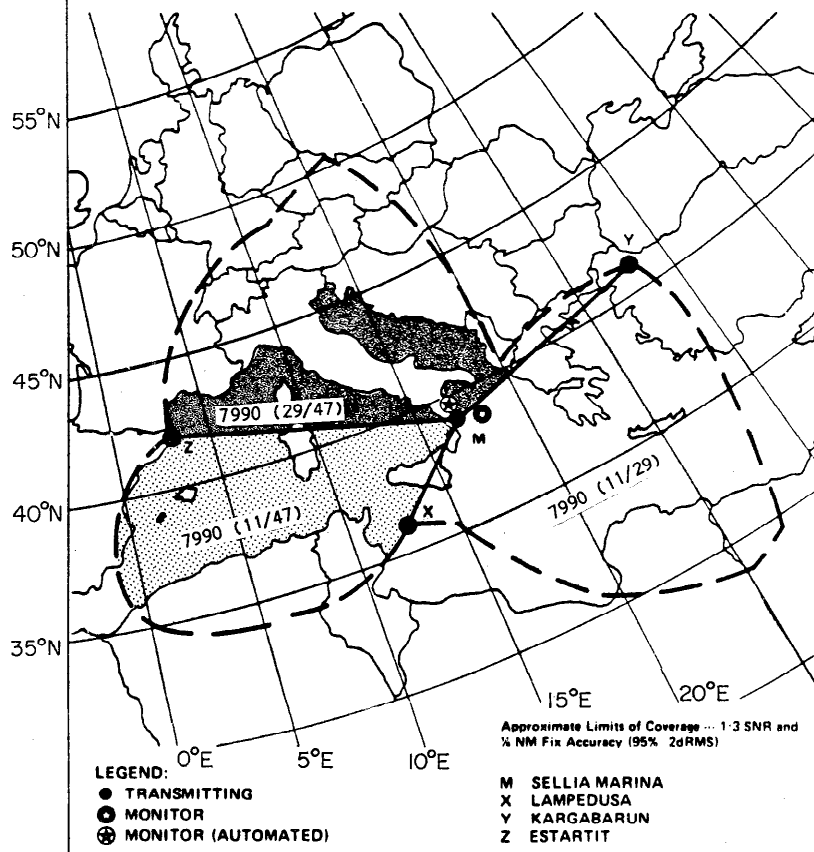 55°N
50°N
45°N
40°N
35°N
Y
7990 (29/47)
Z
M
X
7990 (11/47)
7990 (11/29)
0°E
5°E
10°E
15°E
20°E
Approximate Limits of Coverage -- 1:3 SNR and
¼ NM Fix Accuracy (95% 2dRMS)
LEGEND:
TRANSMITTING
MONITOR
MONITOR (AUTOMATED)
M SELLIA MARINA
X LAMPEDUSA
Y KARGABARUN
Z ESTARTIT